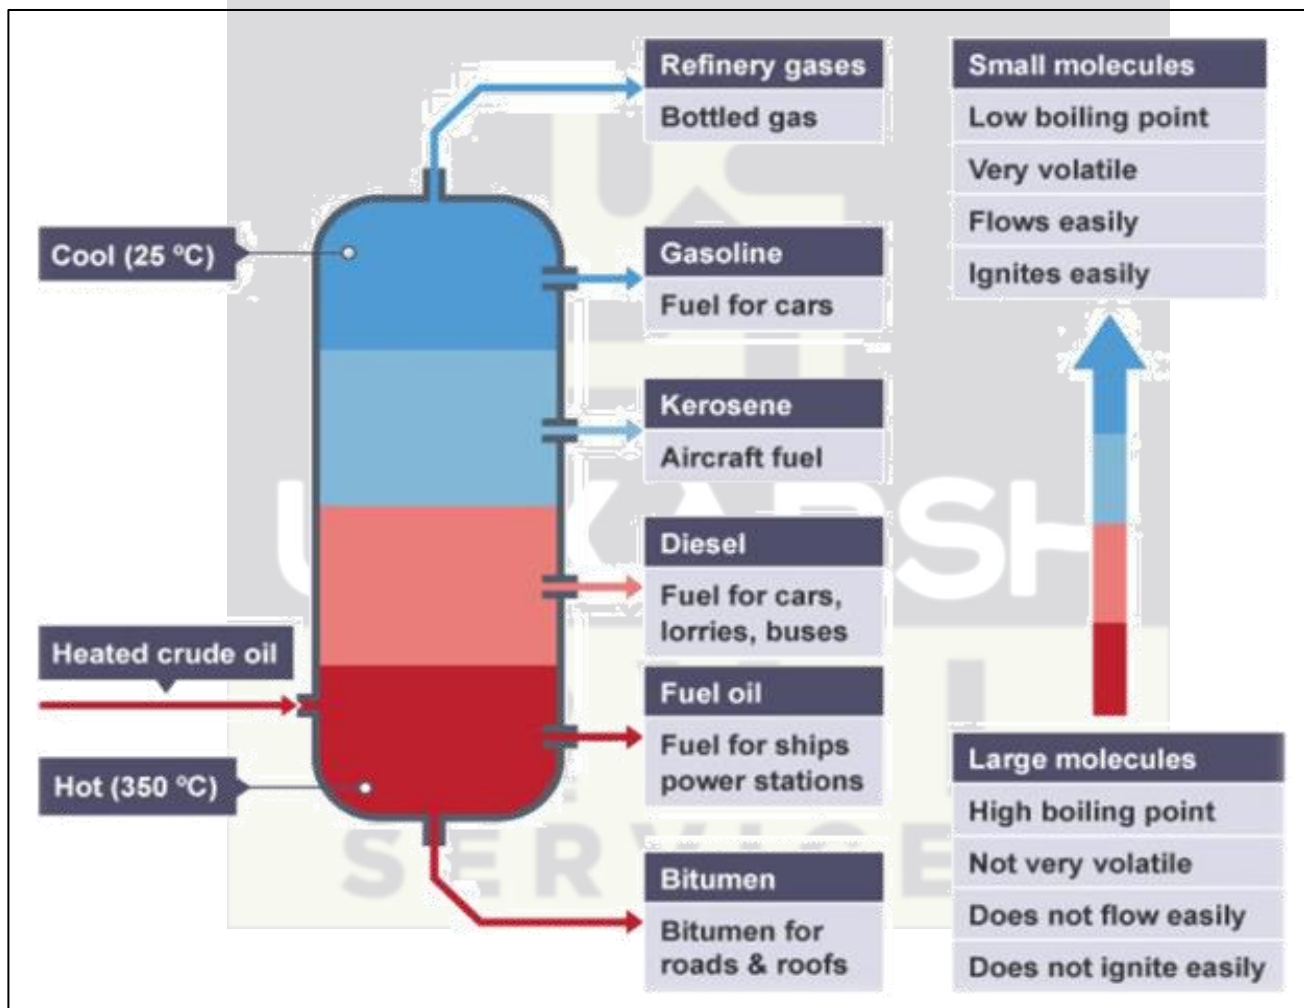 Refinery gases
Bottled gas
Small molecules
Low boiling point
Very volatile
Flows easily
Ignites easily
Cool (25 ºC)
Gasoline
Fuel for cars
Kerosene
Aircraft fuel
Diesel
Fuel for cars,
lorries, buses
Heated crude oil
Fuel oil
Fuel for ships
power stations
Hot (350 ºC)
Large molecules
High boiling point
Not very volatile
Does not flow easily
Does not ignite easily
Bitumen
Bitumen for
roads & roofs